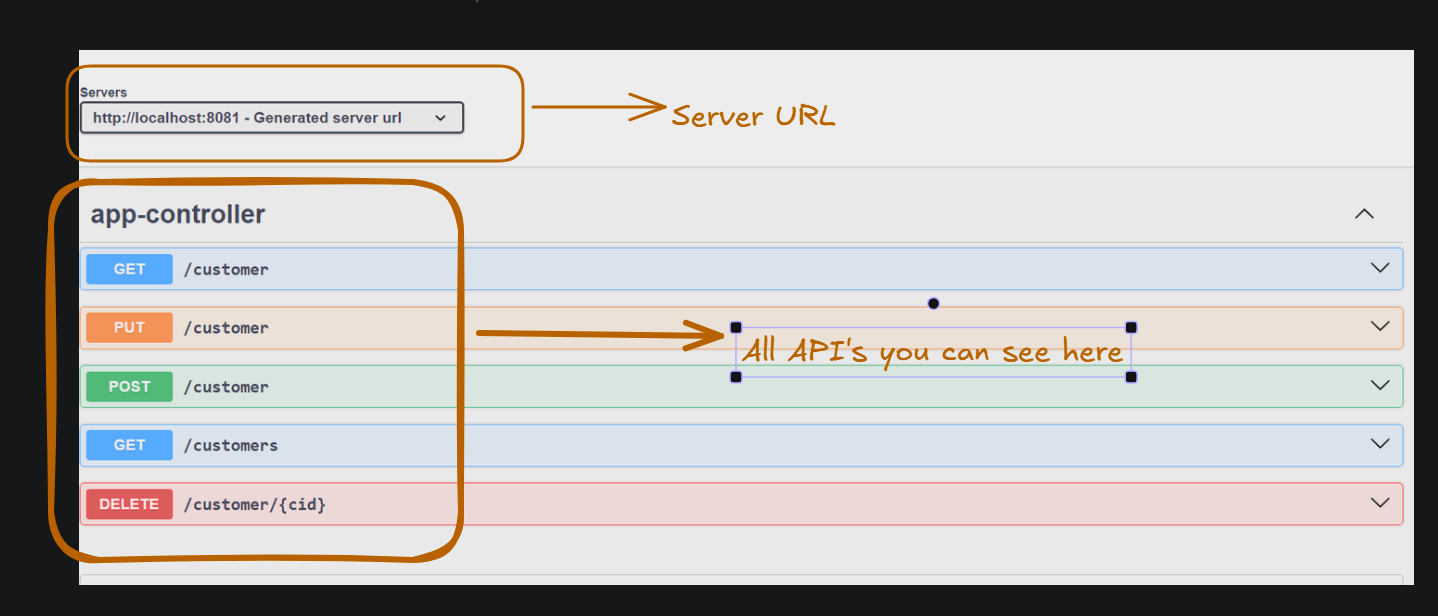 Servers
http://localhost:8081 - Generated server url
Server URL
app-controller
GET /customer
PUT /customer
All API's you can see here
POST /customer
GET /customers
DELETE /customer/{cid}